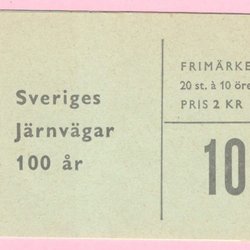 Sveriges
Järnvägar
100 år
FRIMÄRKE
20 st. à 10 öre
PRIS 2 KR
10